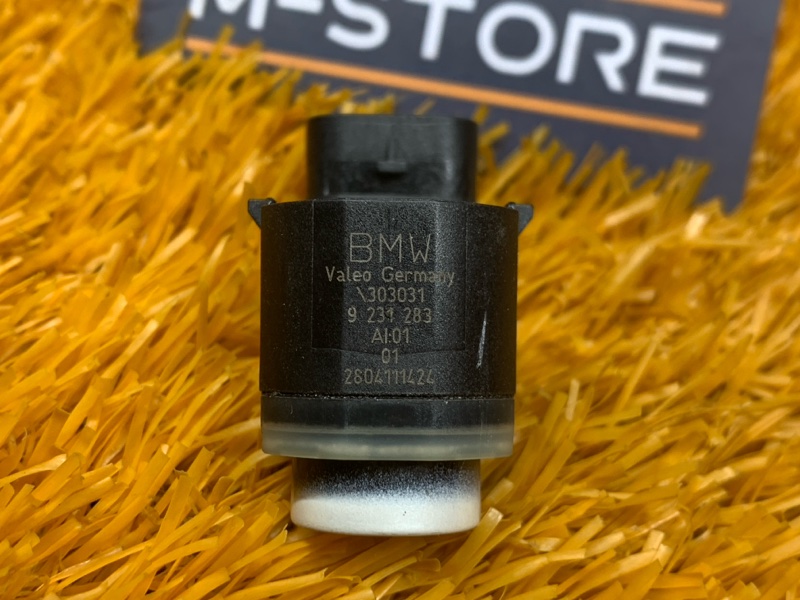 M-STORE
BMW
Valeo Germany
\303031
9 231 283
AI:01
01
2804111424